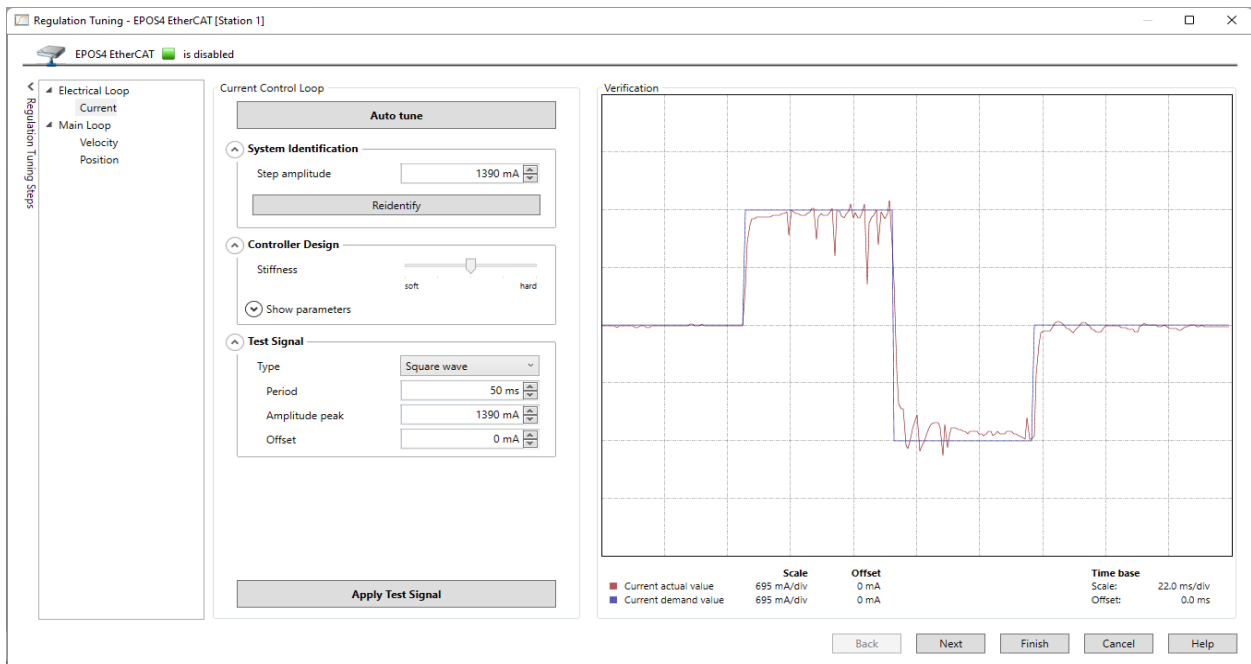 Regulation Tuning - EPOS4 EtherCAT [Station 1]
EPOS4 EtherCAT is disabled
Regulation Tuning Steps
Electrical Loop
Current
Main Loop
Velocity
Position
Current Control Loop
Auto tune
System Identification
Step amplitude 1390 mA
Reidentify
Controller Design
Stiffness
soft hard
Show parameters
Test Signal
Type Square wave
Period 50 ms
Amplitude peak 1390 mA
Offset 0 mA
Apply Test Signal
Verification
Scale Offset Time base
Current actual value 695 mA/div 0 mA Scale: 22.0 ms/div
Current demand value 695 mA/div 0 mA Offset: 0.0 ms
Back Next Finish Cancel Help